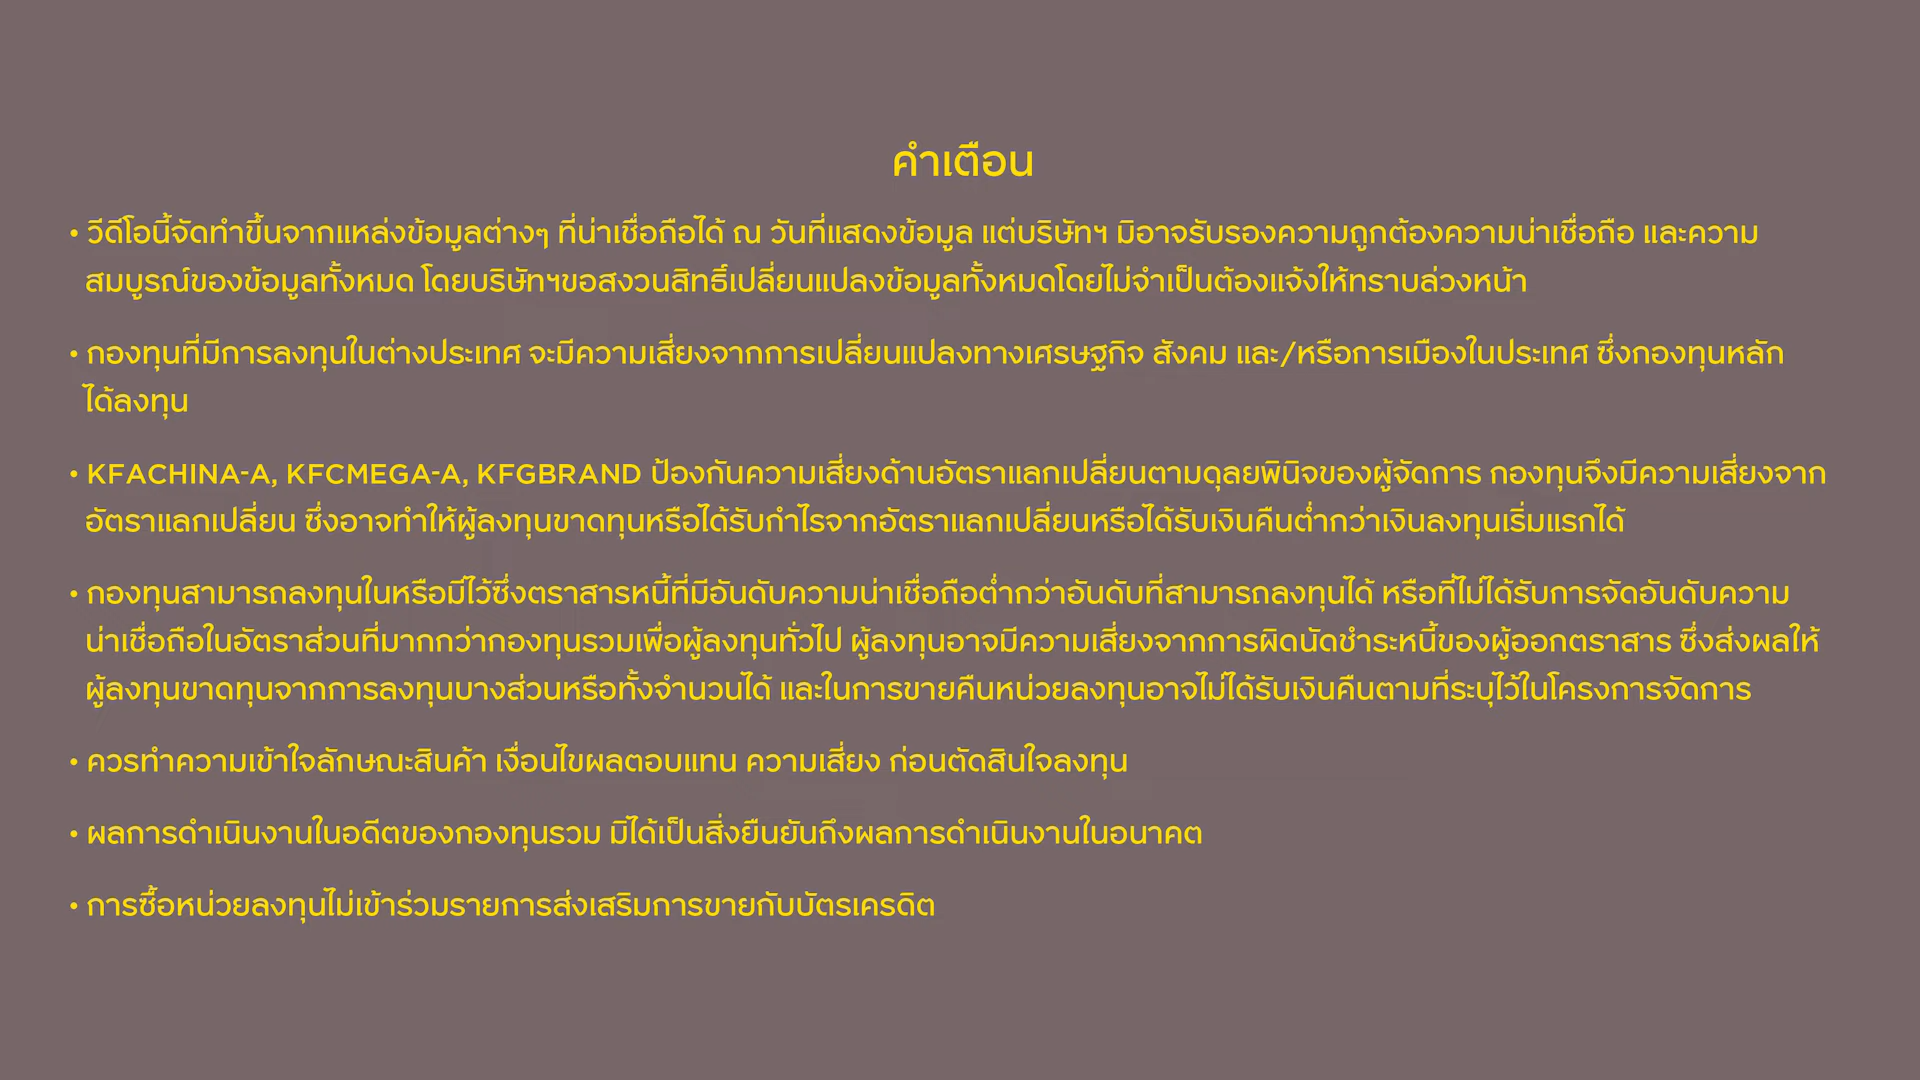 คำเตือน
• วีดีโอนี้จัดทำขึ้นจากแหล่งข้อมูลต่างๆ ที่น่าเชื่อถือได้ ณ วันที่แสดงข้อมูล แต่บริษัทฯ มิอาจรับรองความถูกต้องความน่าเชื่อถือ และความ
สมบูรณ์ของข้อมูลทั้งหมด โดยบริษัทฯขอสงวนสิทธิ์เปลี่ยนแปลงข้อมูลทั้งหมดโดยไม่จำเป็นต้องแจ้งให้ทราบล่วงหน้า
• กองทุนที่มีการลงทุนในต่างประเทศ จะมีความเสี่ยงจากการเปลี่ยนแปลงทางเศรษฐกิจ สังคม และ/หรือการเมืองในประเทศ ซึ่งกองทุนหลัก
ได้ลงทุน
• KFACHINA-A, KFCMEGA-A, KFGBRAND ป้องกันความเสี่ยงด้านอัตราแลกเปลี่ยนตามดุลยพินิจของผู้จัดการ กองทุนจึงมีความเสี่ยงจาก
อัตราแลกเปลี่ยน ซึ่งอาจทำให้ผู้ลงทุนขาดทุนหรือได้รับกำไรจากอัตราแลกเปลี่ยนหรือได้รับเงินคืนต่ำกว่าเงินลงทุนเริ่มแรกได้
• กองทุนสามารถลงทุนในหรือมีไว้ซึ่งตราสารหนี้ที่มีอันดับความน่าเชื่อถือต่ำกว่าอันดับที่สามารถลงทุนได้ หรือที่ไม่ได้รับการจัดอันดับความ
น่าเชื่อถือในอัตราส่วนที่มากกว่ากองทุนรวมเพื่อผู้ลงทุนทั่วไป ผู้ลงทุนอาจมีความเสี่ยงจากการผิดนัดชำระหนี้ของผู้ออกตราสาร ซึ่งส่งผลให้
ผู้ลงทุนขาดทุนจากการลงทุนบางส่วนหรือทั้งจำนวนได้ และในการขายคืนหน่วยลงทุนอาจไม่ได้รับเงินคืนตามที่ระบุไว้ในโครงการจัดการ
• ควรทำความเข้าใจลักษณะสินค้า เงื่อนไขผลตอบแทน ความเสี่ยง ก่อนตัดสินใจลงทุน
• ผลการดำเนินงานในอดีตของกองทุนรวม มิได้เป็นสิ่งยืนยันถึงผลการดำเนินงานในอนาคต
• การซื้อหน่วยลงทุนไม่เข้าร่วมรายการส่งเสริมการขายกับบัตรเครดิต